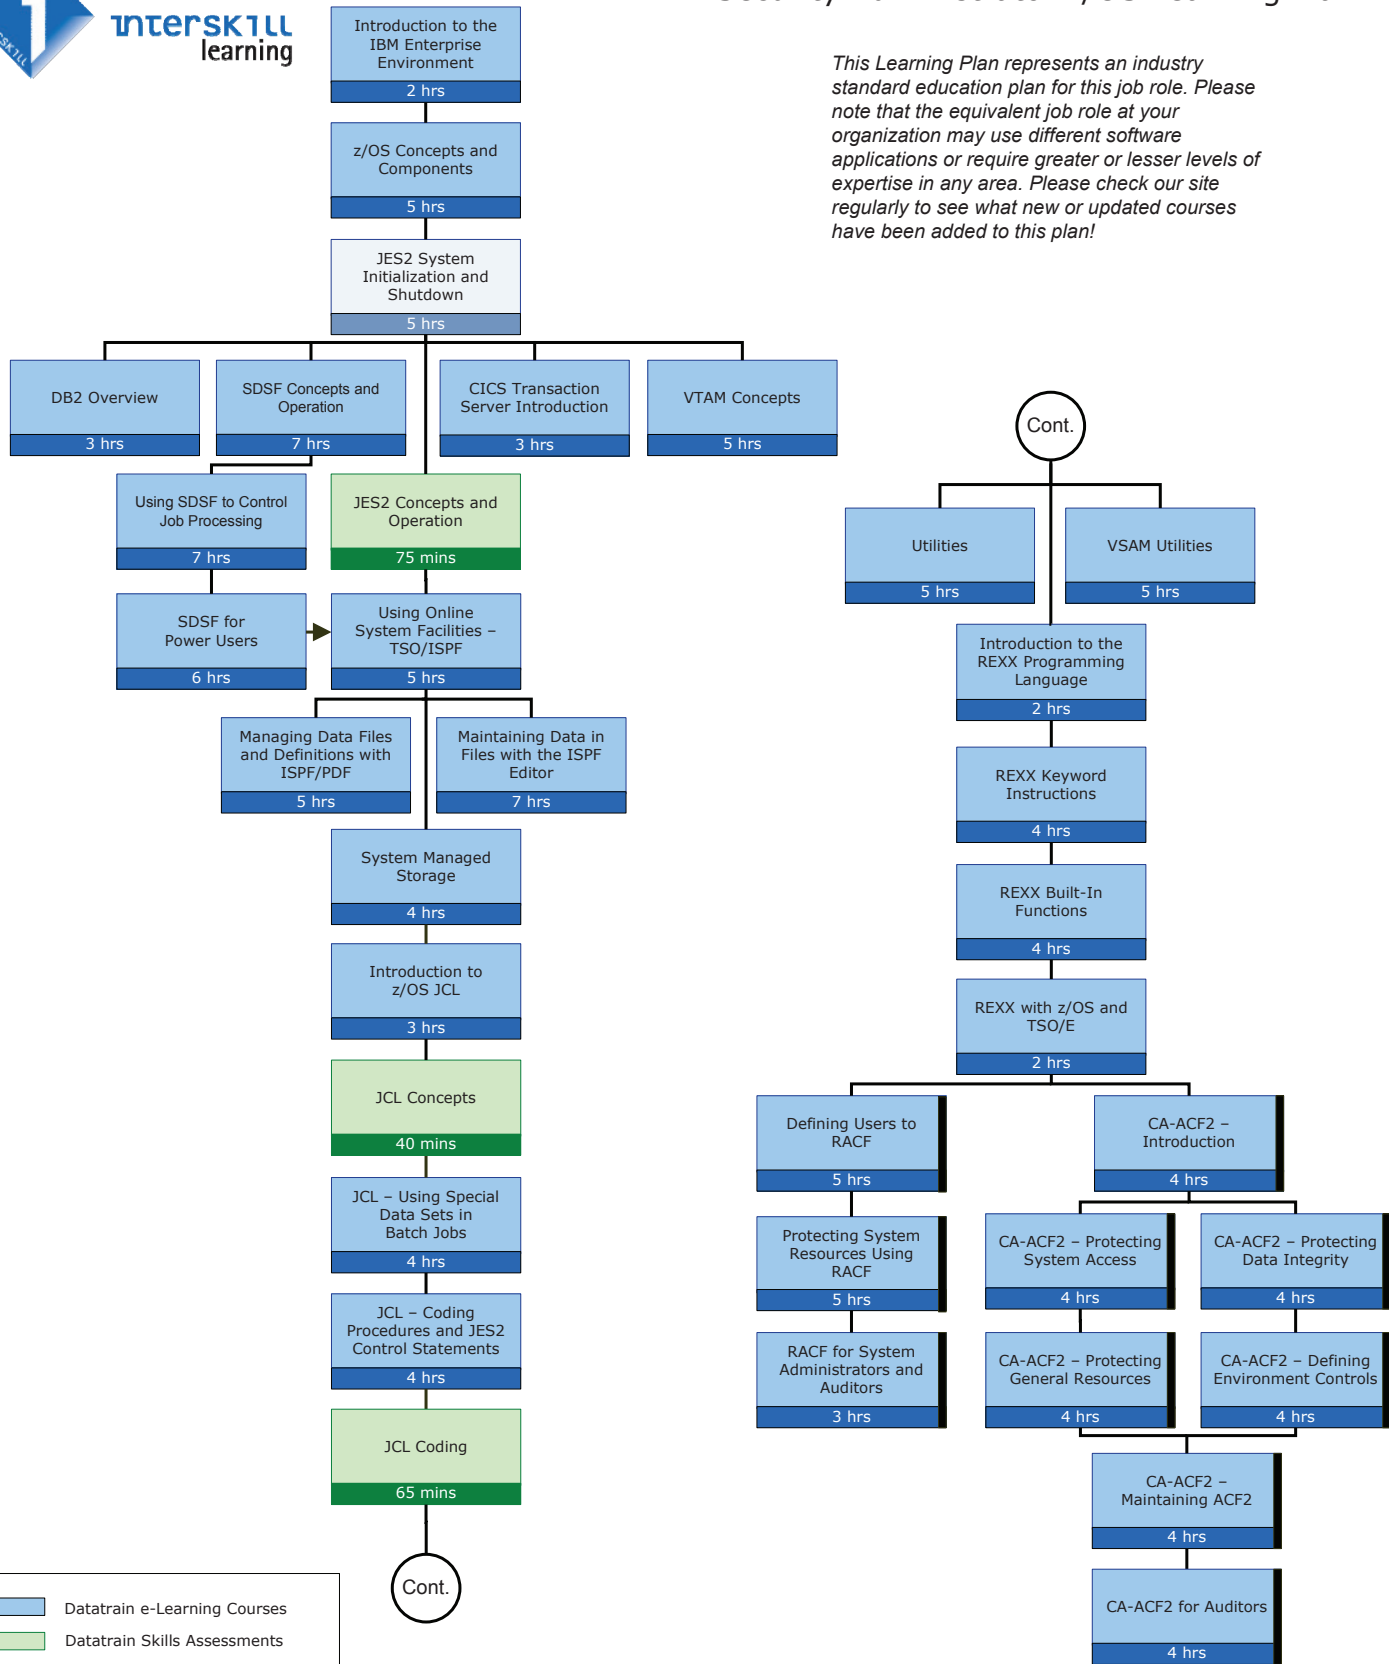 ınterskıll
learning
This Learning Plan represents an industry
standard education plan for this job role. Please
note that the equivalent job role at your
organization may use different software
applications or require greater or lesser levels of
expertise in any area. Please check our site
regularly to see what new or updated courses
have been added to this plan!
Introduction to the
IBM Enterprise
Environment
2 hrs
z/OS Concepts and
Components
5 hrs
JES2 System
Initialization and
Shutdown
5 hrs
DB2 Overview
3 hrs
SDSF Concepts and
Operation
7 hrs
CICS Transaction
Server Introduction
3 hrs
VTAM Concepts
5 hrs
Using SDSF to Control
Job Processing
7 hrs
JES2 Concepts and
Operation
75 mins
SDSF for
Power Users
6 hrs
Using Online
System Facilities –
TSO/ISPF
5 hrs
Managing Data Files
and Definitions with
ISPF/PDF
5 hrs
Maintaining Data in
Files with the ISPF
Editor
7 hrs
System Managed
Storage
4 hrs
Introduction to
z/OS JCL
3 hrs
JCL Concepts
40 mins
JCL – Using Special
Data Sets in
Batch Jobs
4 hrs
JCL – Coding
Procedures and JES2
Control Statements
4 hrs
JCL Coding
65 mins
Cont.
Cont.
Utilities
5 hrs
VSAM Utilities
5 hrs
Introduction to the
REXX Programming
Language
2 hrs
REXX Keyword
Instructions
4 hrs
REXX Built-In
Functions
4 hrs
REXX with z/OS and
TSO/E
2 hrs
Defining Users to
RACF
5 hrs
CA-ACF2 –
Introduction
4 hrs
Protecting System
Resources Using
RACF
5 hrs
CA-ACF2 – Protecting
System Access
4 hrs
CA-ACF2 – Protecting
Data Integrity
4 hrs
RACF for System
Administrators and
Auditors
3 hrs
CA-ACF2 – Protecting
General Resources
4 hrs
CA-ACF2 – Defining
Environment Controls
4 hrs
CA-ACF2 –
Maintaining ACF2
4 hrs
CA-ACF2 for Auditors
4 hrs
Datatrain e-Learning Courses
Datatrain Skills Assessments